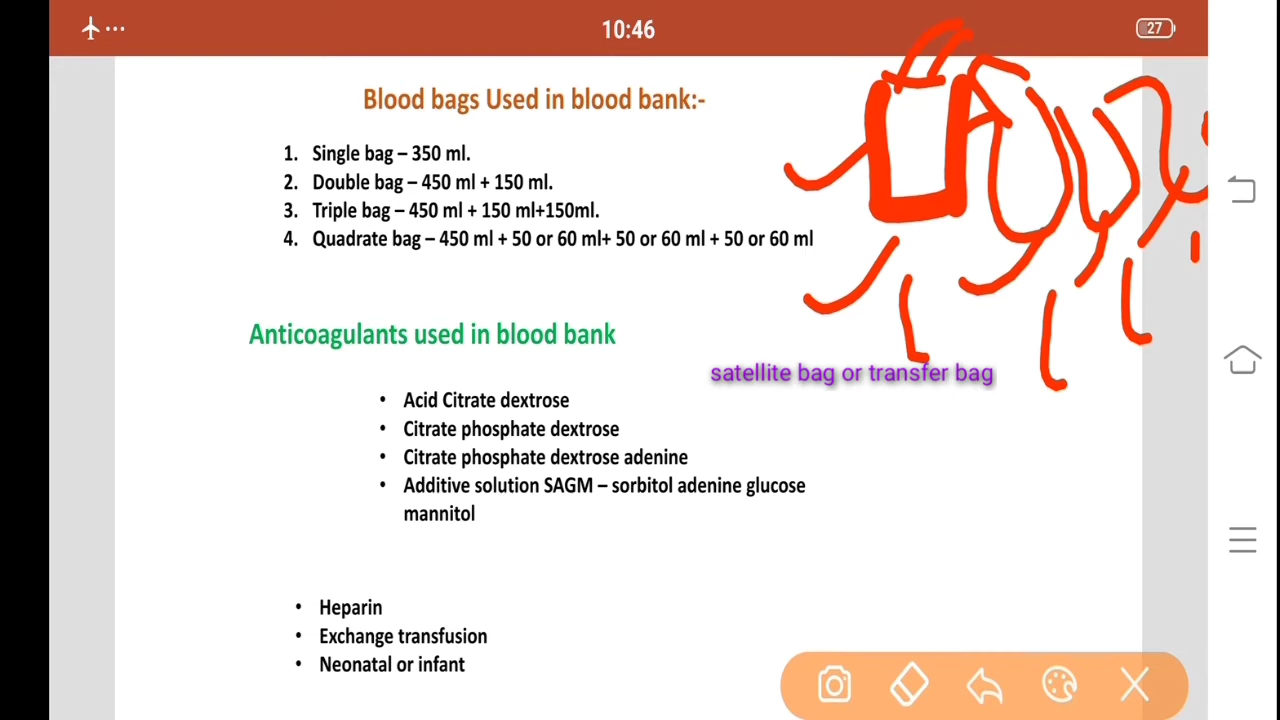 10:46
27
Blood bags Used in blood bank:-
1. Single bag – 350 ml.
2. Double bag – 450 ml + 150 ml.
3. Triple bag – 450 ml + 150 ml+150ml.
4. Quadrate bag – 450 ml + 50 or 60 ml+ 50 or 60 ml + 50 or 60 ml
Anticoagulants used in blood bank
satellite bag or transfer bag
• Acid Citrate dextrose
• Citrate phosphate dextrose
• Citrate phosphate dextrose adenine
• Additive solution SAGM – sorbitol adenine glucose
mannitol
• Heparin
• Exchange transfusion
• Neonatal or infant